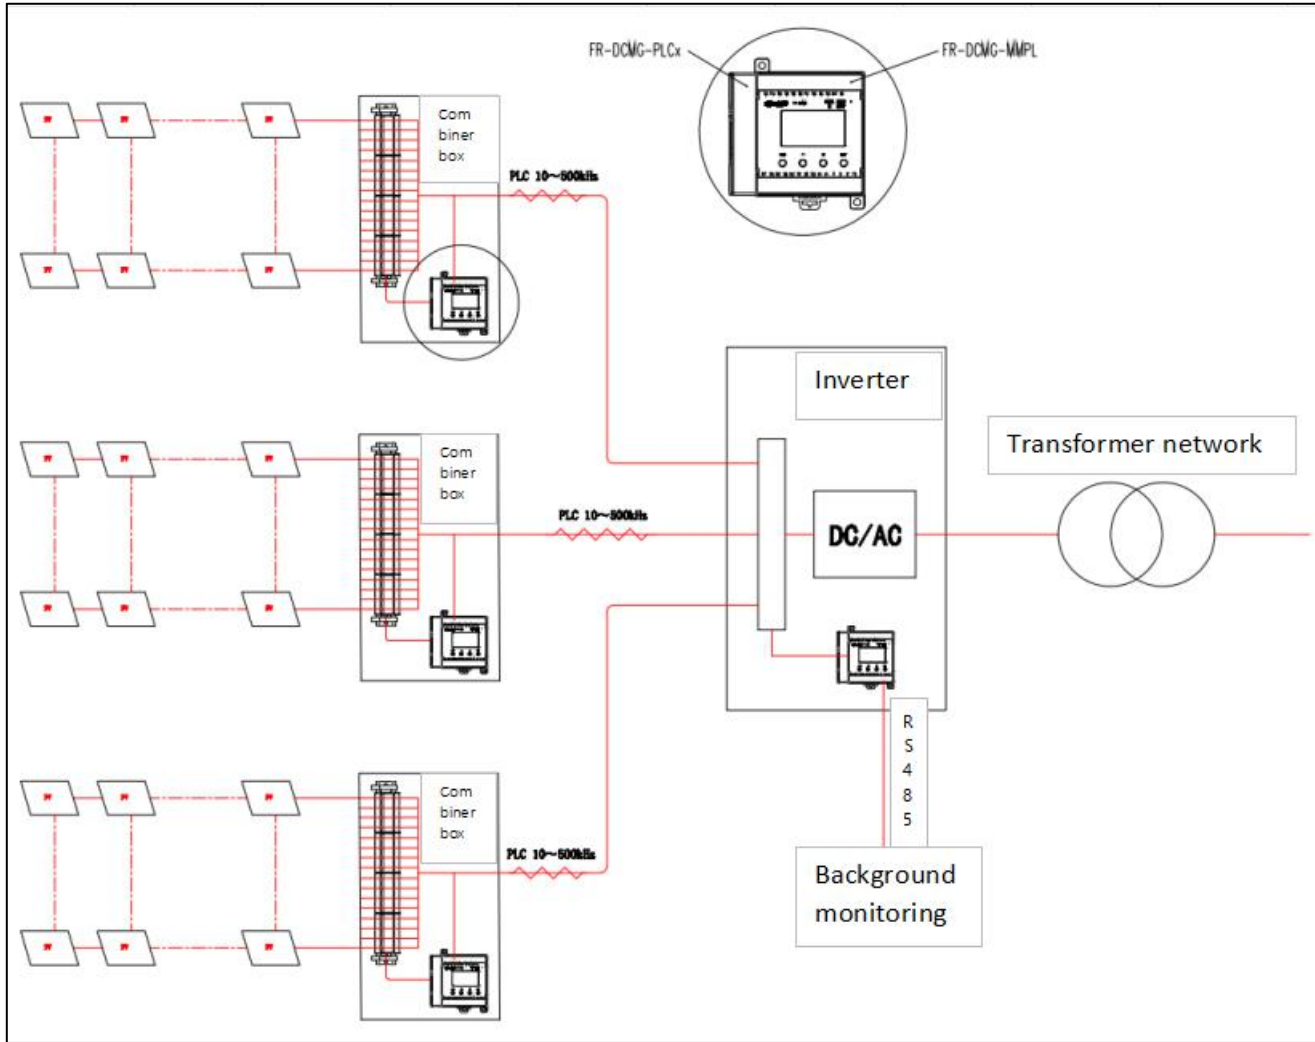 FR-DCMG-PLCx
FR-DCMG-MMPL
Com
biner
box
PLC 10～500kHz
Inverter
Transformer network
Com
biner
box
PLC 10～500kHz
DC/AC
R
S
4
8
5
Com
biner
box
PLC 10～500kHz
Background
monitoring